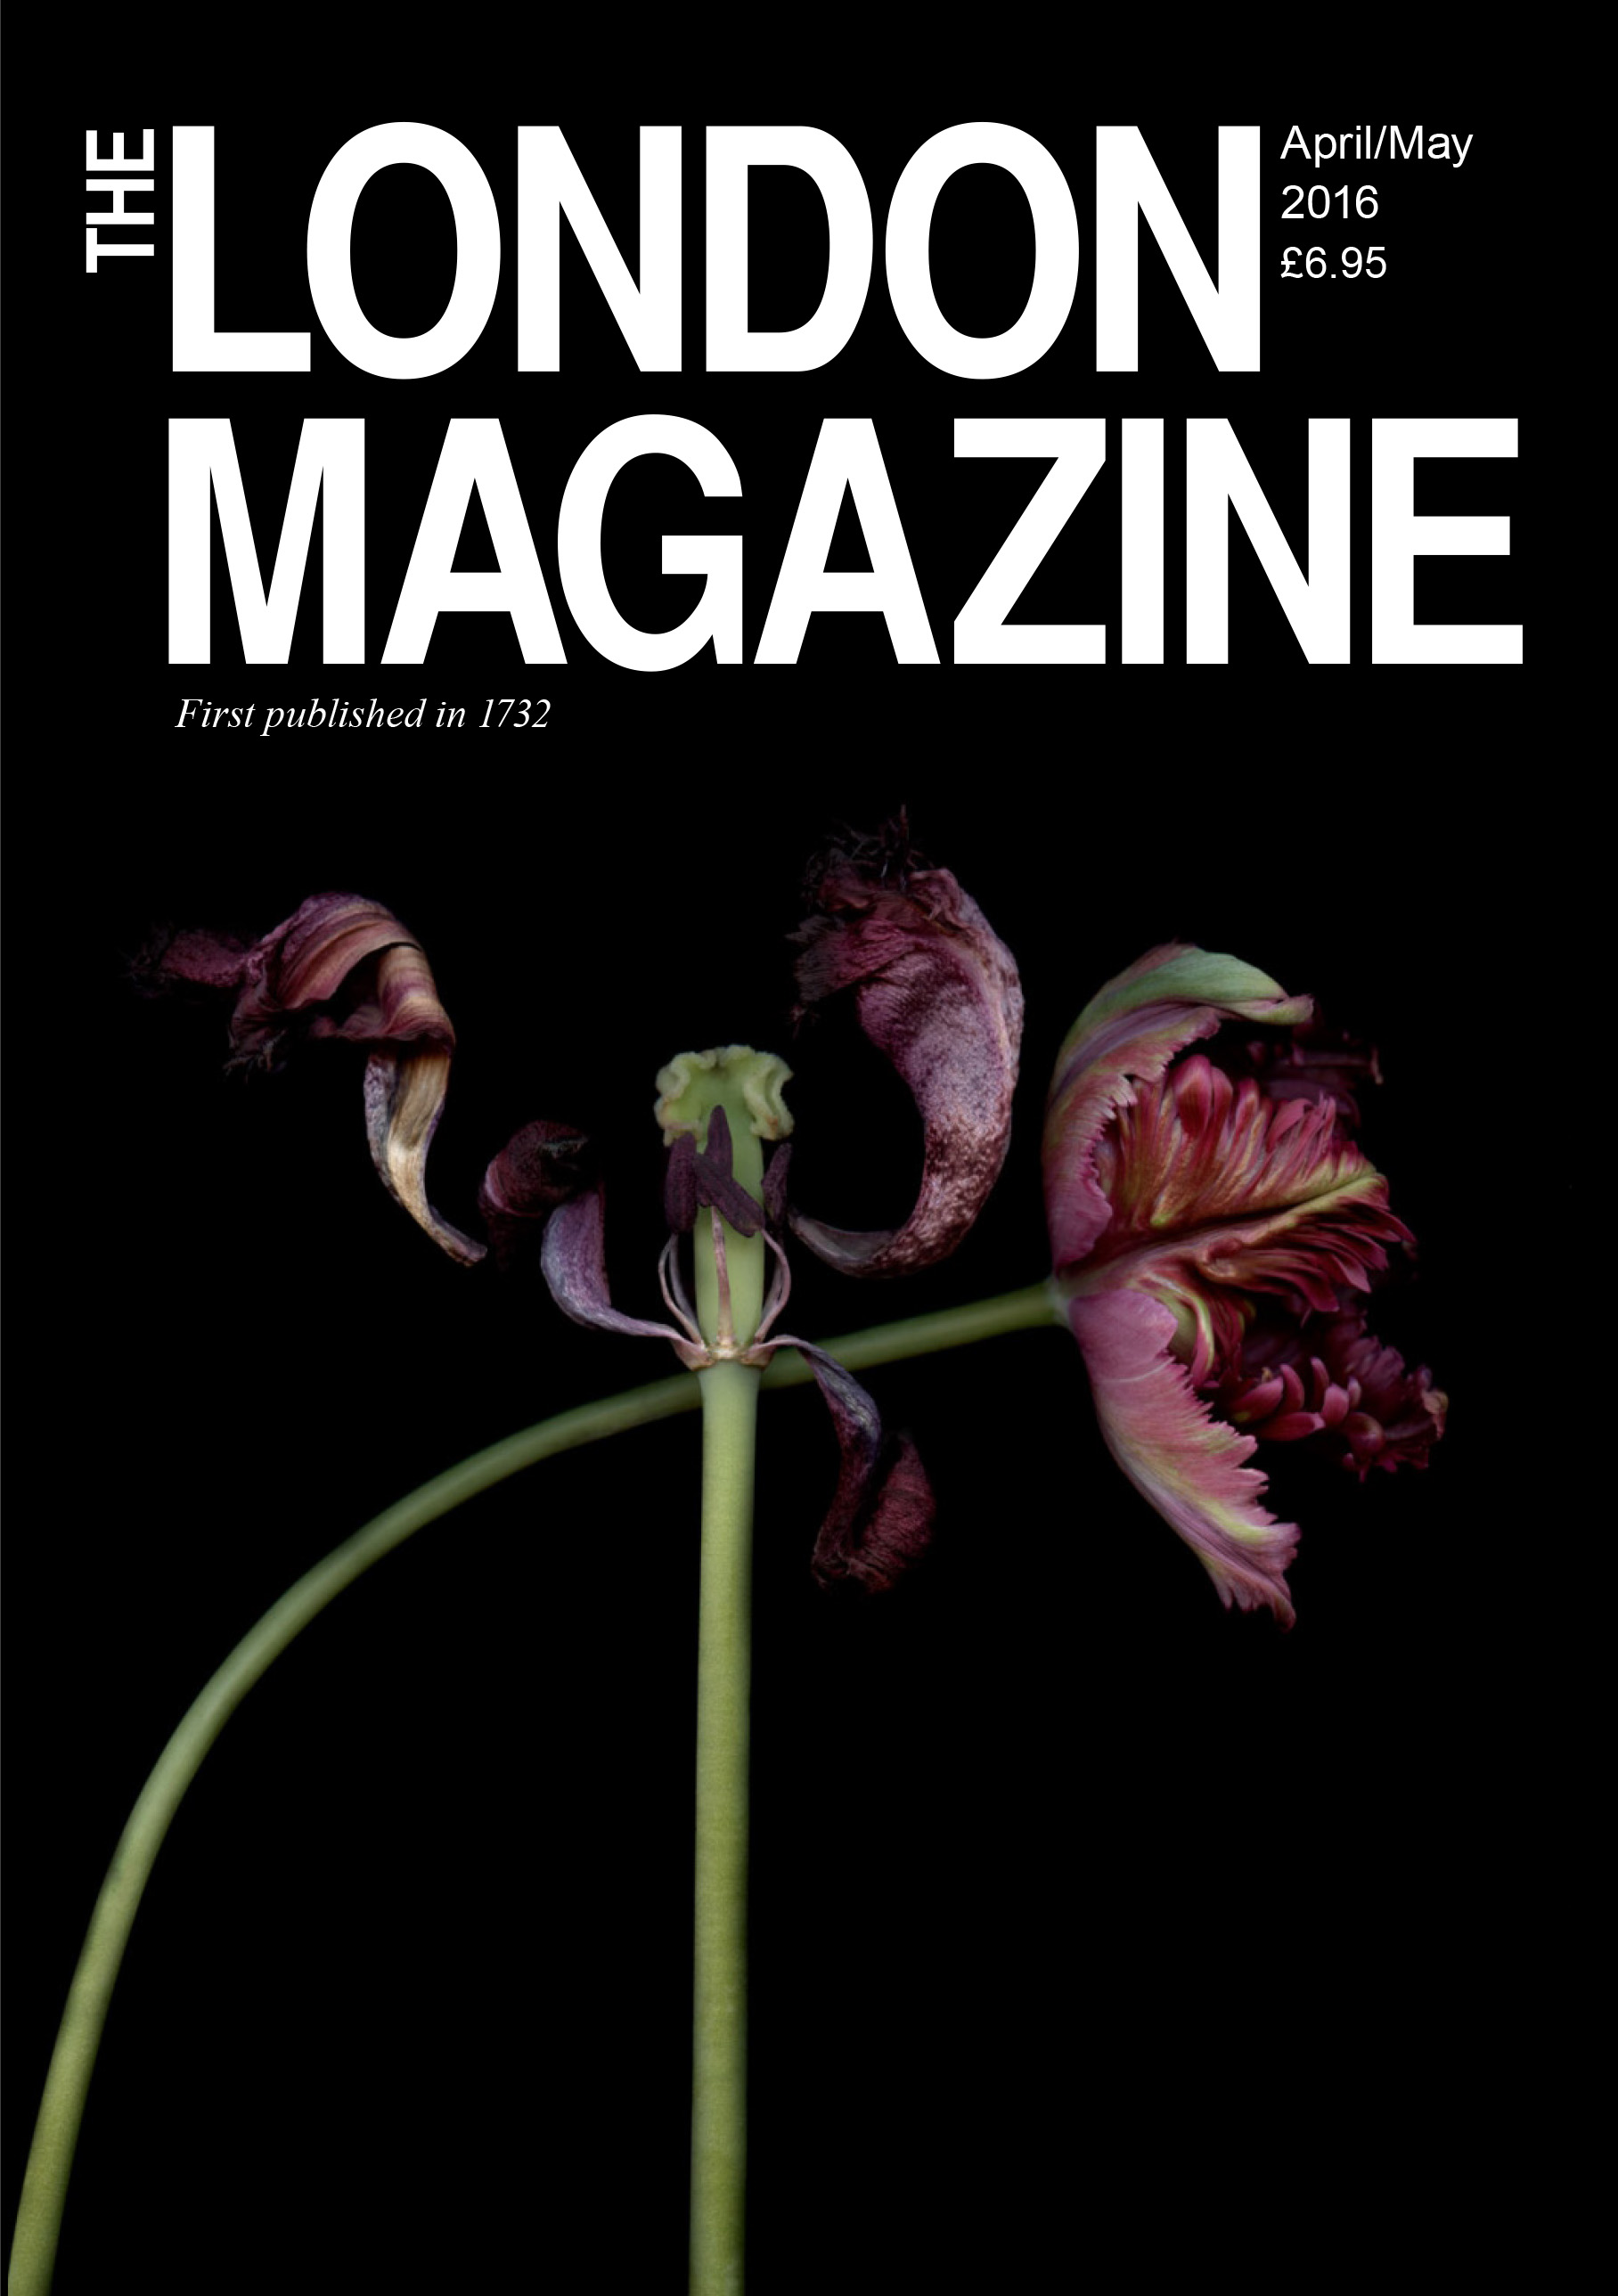 THE
LONDON
MAGAZINE
April/May
2016
£6.95
First published in 1732